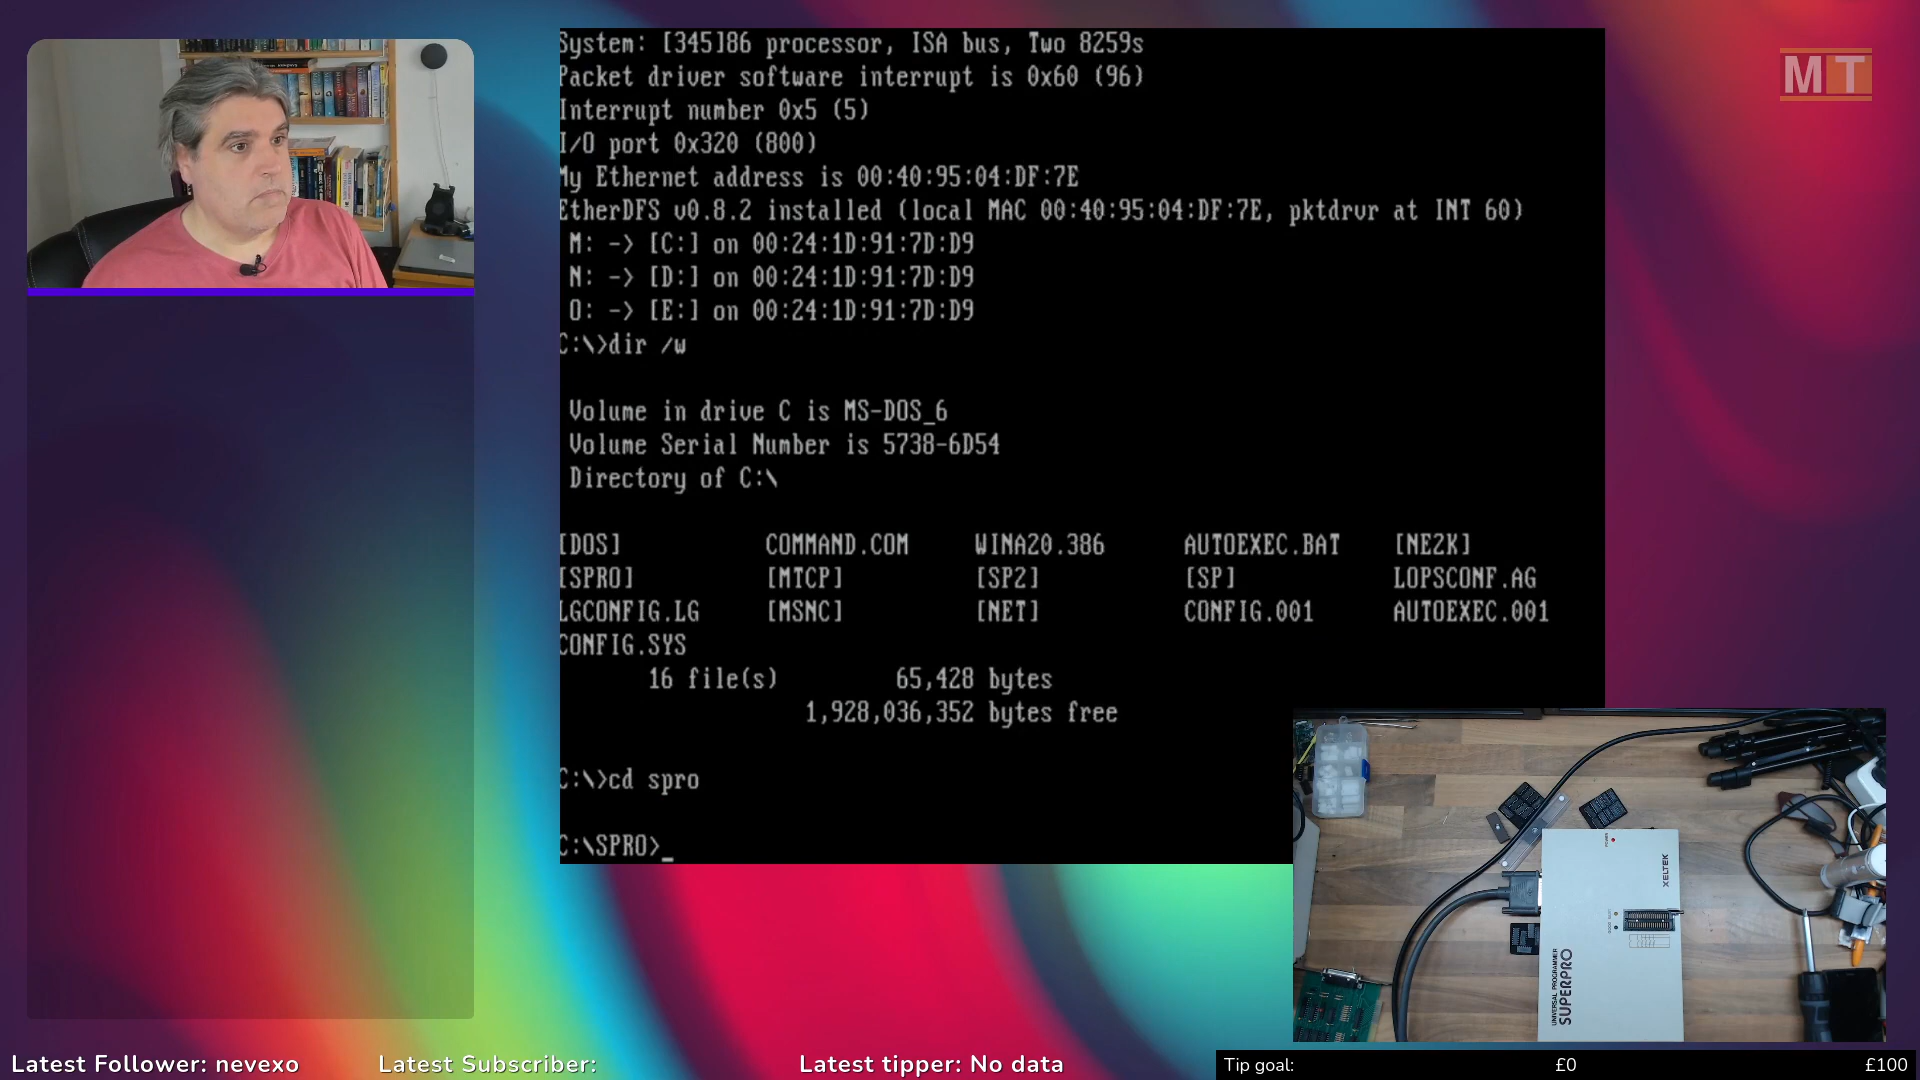 System: [345]86 processor, ISA bus, Two 8259s
Packet driver software interrupt is 0x60 (96)
Interrupt number 0x5 (5)
I/O port 0x320 (800)
My Ethernet address is 00:40:95:04:DF:7E
EtherDFS v0.8.2 installed (local MAC 00:40:95:04:DF:7E, pktdrvr at INT 60)
M: -> [C:] on 00:24:1D:91:7D:D9
N: -> [D:] on 00:24:1D:91:7D:D9
O: -> [E:] on 00:24:1D:91:7D:D9
C:\>dir /w
Volume in drive C is MS-DOS_6
Volume Serial Number is 5738-6D54
Directory of C:\
[DOS] COMMAND.COM WINA20.386 AUTOEXEC.BAT [NE2K]
[SPRO] [MTCP] [SP2] [SP] LOPSCONF.AG
LGCONFIG.LG [MSNC] [NET] CONFIG.001 AUTOEXEC.001
CONFIG.SYS
16 file(s) 65,428 bytes
1,928,036,352 bytes free
C:\>cd spro
C:\SPRO>_
MT
XELTEK
UNIVERSAL PROGRAMMER
SUPERPRO
Latest Follower: nevexo
Latest Subscriber:
Latest tipper: No data
Tip goal: £0 £100